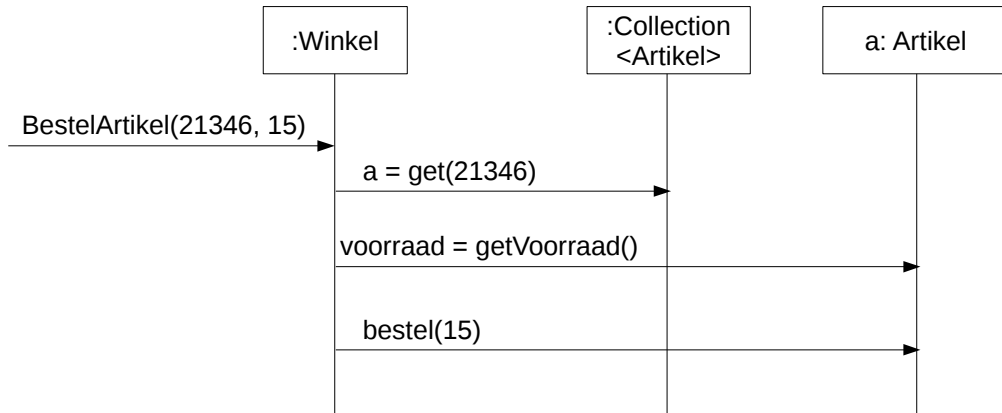 :Winkel
:Collection
<Artikel>
a: Artikel
BestelArtikel(21346, 15)
a = get(21346)
voorraad = getVoorraad()
bestel(15)